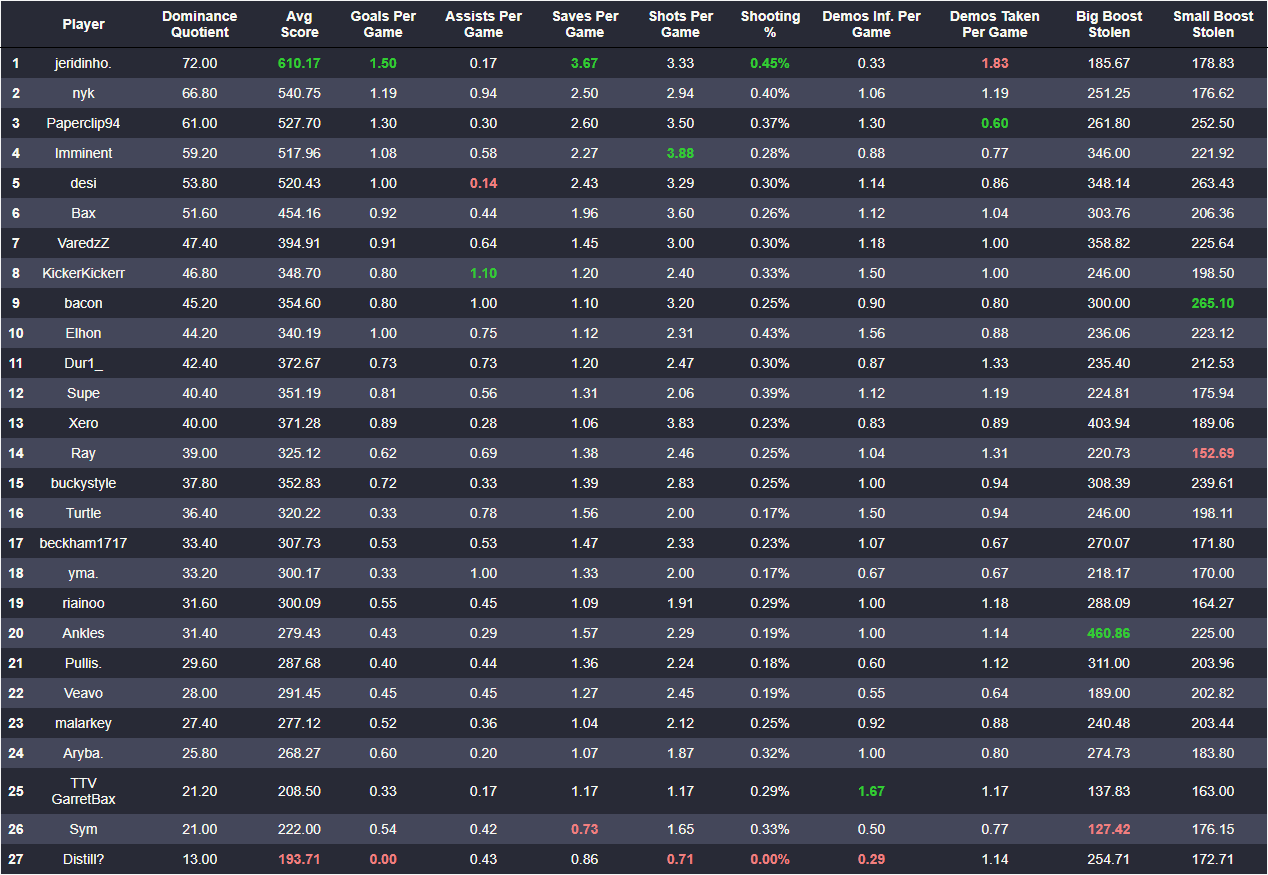 Player Dominance Quotient Avg Score Goals Per Game Assists Per Game Saves Per Game Shots Per Game Shooting % Demos Inf. Per Game Demos Taken Per Game Big Boost Stolen Small Boost Stolen
1 jeridinho. 72.00 610.17 1.50 0.17 3.67 3.33 0.45% 0.33 1.83 185.67 178.83
2 nyk 66.80 540.75 1.19 0.94 2.50 2.94 0.40% 1.06 1.19 251.25 176.62
3 Paperclip94 61.00 527.70 1.30 0.30 2.60 3.50 0.37% 1.30 0.60 261.80 252.50
4 Imminent 59.20 517.96 1.08 0.58 2.27 3.88 0.28% 0.88 0.77 346.00 221.92
5 desi 53.80 520.43 1.00 0.14 2.43 3.29 0.30% 1.14 0.86 348.14 263.43
6 Bax 51.60 454.16 0.92 0.44 1.96 3.60 0.26% 1.12 1.04 303.76 206.36
7 VaredzZ 47.40 394.91 0.91 0.64 1.45 3.00 0.30% 1.18 1.00 358.82 225.64
8 KickerKickerr 46.80 348.70 0.80 1.10 1.20 2.40 0.33% 1.50 1.00 246.00 198.50
9 bacon 45.20 354.60 0.80 1.00 1.10 3.20 0.25% 0.90 0.80 300.00 265.10
10 Elhon 44.20 340.19 1.00 0.75 1.12 2.31 0.43% 1.56 0.88 236.06 223.12
11 Dur1_ 42.40 372.67 0.73 0.73 1.20 2.47 0.30% 0.87 1.33 235.40 212.53
12 Supe 40.40 351.19 0.81 0.56 1.31 2.06 0.39% 1.12 1.19 224.81 175.94
13 Xero 40.00 371.28 0.89 0.28 1.06 3.83 0.23% 0.83 0.89 403.94 189.06
14 Ray 39.00 325.12 0.62 0.69 1.38 2.46 0.25% 1.04 1.31 220.73 152.69
15 buckystyle 37.80 352.83 0.72 0.33 1.39 2.83 0.25% 1.00 0.94 308.39 239.61
16 Turtle 36.40 320.22 0.33 0.78 1.56 2.00 0.17% 1.50 0.94 246.00 198.11
17 beckham1717 33.40 307.73 0.53 0.53 1.47 2.33 0.23% 1.07 0.67 270.07 171.80
18 yma. 33.20 300.17 0.33 1.00 1.33 2.00 0.17% 0.67 0.67 218.17 170.00
19 riainoo 31.60 300.09 0.55 0.45 1.09 1.91 0.29% 1.00 1.18 288.09 164.27
20 Ankles 31.40 279.43 0.43 0.29 1.57 2.29 0.19% 1.00 1.14 460.86 225.00
21 Pullis. 29.60 287.68 0.40 0.44 1.36 2.24 0.18% 0.60 1.12 311.00 203.96
22 Veavo 28.00 291.45 0.45 0.45 1.27 2.45 0.19% 0.55 0.64 189.00 202.82
23 malarkey 27.40 277.12 0.52 0.36 1.04 2.12 0.25% 0.92 0.88 240.48 203.44
24 Aryba. 25.80 268.27 0.60 0.20 1.07 1.87 0.32% 1.00 0.80 274.73 183.80
25 TTV GarretBax 21.20 208.50 0.33 0.17 1.17 1.17 0.29% 1.67 1.17 137.83 163.00
26 Sym 21.00 222.00 0.54 0.42 0.73 1.65 0.33% 0.50 0.77 127.42 176.15
27 Distill? 13.00 193.71 0.00 0.43 0.86 0.71 0.00% 0.29 1.14 254.71 172.71